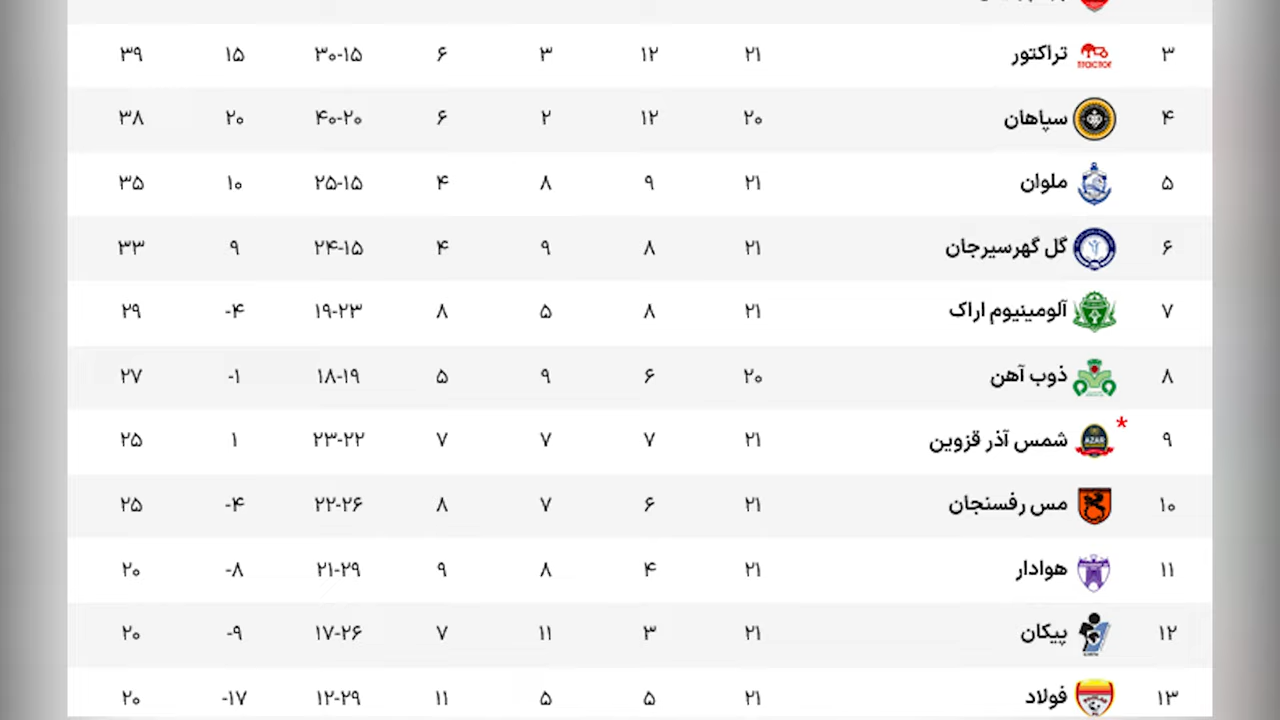 ۳ تراکتور ۲۱ ۱۲ ۳ ۶ ۳۰-۱۵ ۱۵ ۳۹
۴ سپاهان ۲۰ ۱۲ ۲ ۶ ۴۰-۲۰ ۲۰ ۳۸
۵ ملوان ۲۱ ۹ ۸ ۴ ۲۵-۱۵ ۱۰ ۳۵
۶ گل گهرسیرجان ۲۱ ۸ ۹ ۴ ۲۴-۱۵ ۹ ۳۳
۷ آلومینیوم اراک ۲۱ ۸ ۵ ۸ ۱۹-۲۳ -۴ ۲۹
۸ ذوب آهن ۲۰ ۶ ۹ ۵ ۱۸-۱۹ -۱ ۲۷
۹ * AZAR شمس آذر قزوین ۲۱ ۷ ۷ ۷ ۲۳-۲۲ ۱ ۲۵
۱۰ مس رفسنجان ۲۱ ۶ ۷ ۸ ۲۲-۲۶ -۴ ۲۵
۱۱ هوادار ۲۱ ۴ ۸ ۹ ۲۱-۲۹ -۸ ۲۰
۱۲ پیکان ۲۱ ۳ ۱۱ ۷ ۱۷-۲۶ -۹ ۲۰
۱۳ فولاد ۲۱ ۵ ۵ ۱۱ ۱۲-۲۹ -۱۷ ۲۰